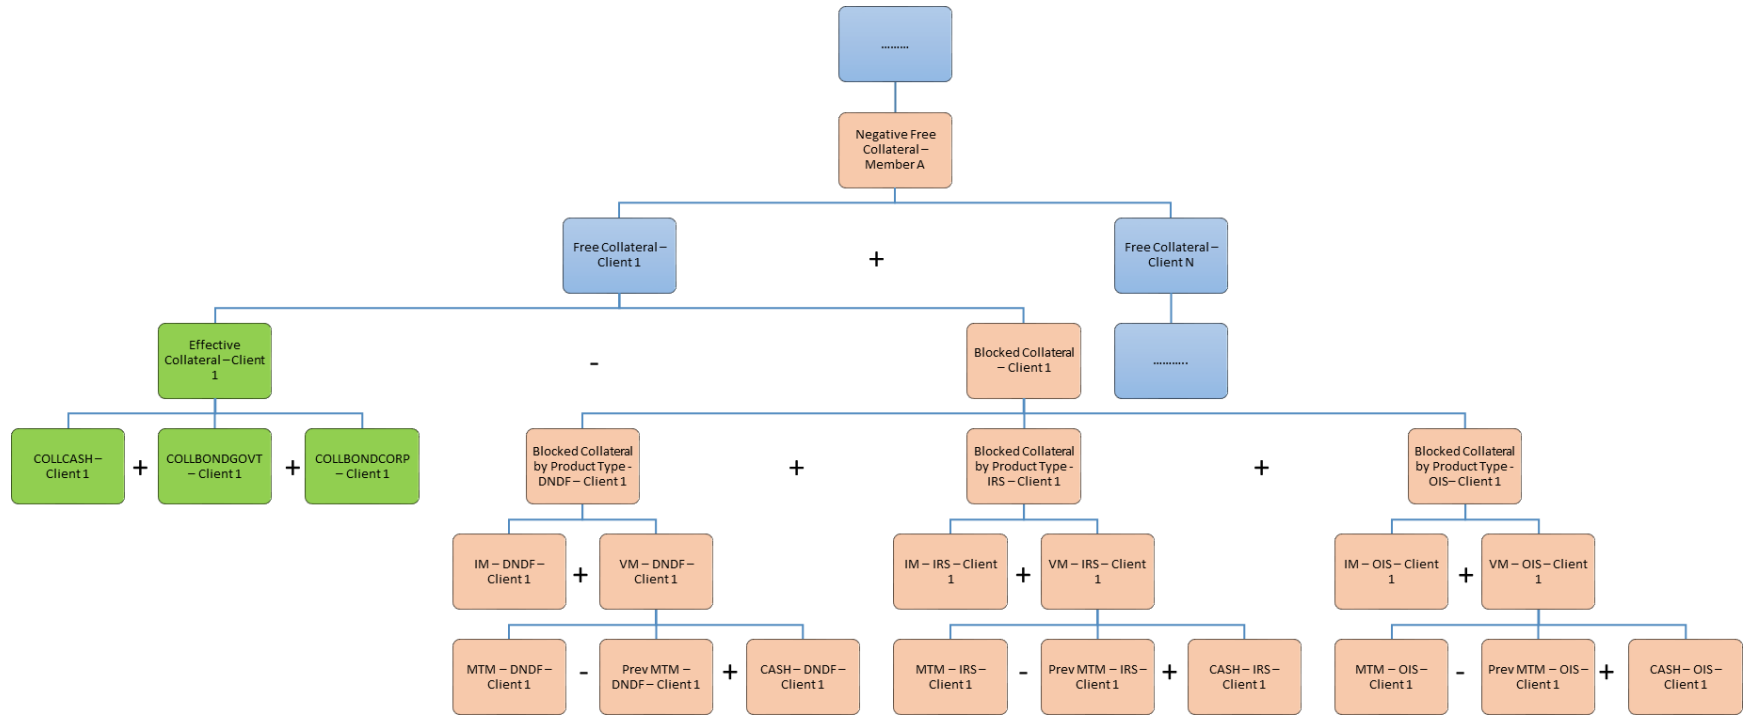 .........
Negative Free
Collateral –
Member A
Free Collateral –
Client 1
+
Free Collateral –
Client N
Effective
Collateral – Client
1
-
Blocked Collateral
– Client 1
...........
COLLCASH –
Client 1
+
COLLBONDGOVT
– Client 1
+
COLLBONDCORP
– Client 1
Blocked Collateral
by Product Type -
DNDF – Client 1
+
Blocked Collateral
by Product Type -
IRS – Client 1
+
Blocked Collateral
by Product Type -
OIS– Client 1
IM – DNDF –
Client 1
+
VM – DNDF –
Client 1
IM – IRS – Client
1
+
VM – IRS – Client
1
IM – OIS – Client
1
+
VM – OIS – Client
1
MTM – DNDF –
Client 1
-
Prev MTM –
DNDF – Client 1
+
CASH – DNDF –
Client 1
MTM – IRS –
Client 1
-
Prev MTM – IRS –
Client 1
+
CASH – IRS –
Client 1
MTM – OIS –
Client 1
-
Prev MTM – OIS –
Client 1
+
CASH – OIS –
Client 1